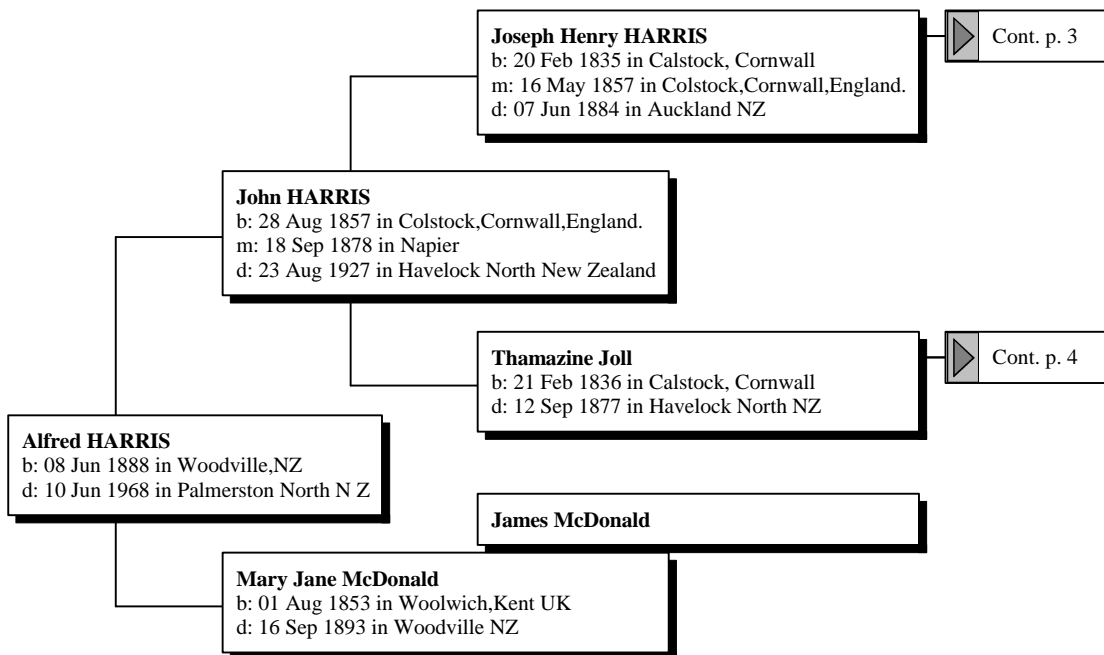 Joseph Henry HARRIS
b: 20 Feb 1835 in Calstock, Cornwall
m: 16 May 1857 in Colstock,Cornwall,England.
d: 07 Jun 1884 in Auckland NZ
Cont. p. 3
John HARRIS
b: 28 Aug 1857 in Colstock,Cornwall,England.
m: 18 Sep 1878 in Napier
d: 23 Aug 1927 in Havelock North New Zealand
Thamazine Joll
b: 21 Feb 1836 in Calstock, Cornwall
d: 12 Sep 1877 in Havelock North NZ
Cont. p. 4
Alfred HARRIS
b: 08 Jun 1888 in Woodville,NZ
d: 10 Jun 1968 in Palmerston North N Z
James McDonald
Mary Jane McDonald
b: 01 Aug 1853 in Woolwich,Kent UK
d: 16 Sep 1893 in Woodville NZ